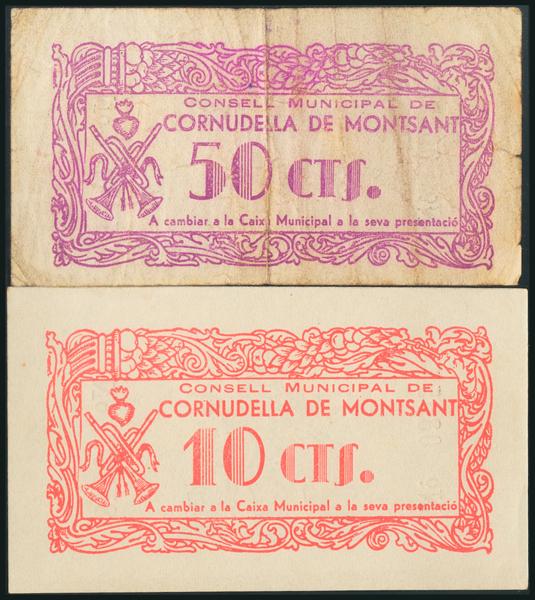 CONSELL MUNICIPAL DE
CORNUDELLA DE MONTSANT
50 CTS.
A cambiar a la Caixa Municipal a la seva presentació
CONSELL MUNICIPAL DE
CORNUDELLA DE MONTSANT
10 CTS.
A cambiar a la Caixa Municipal a la seva presentació